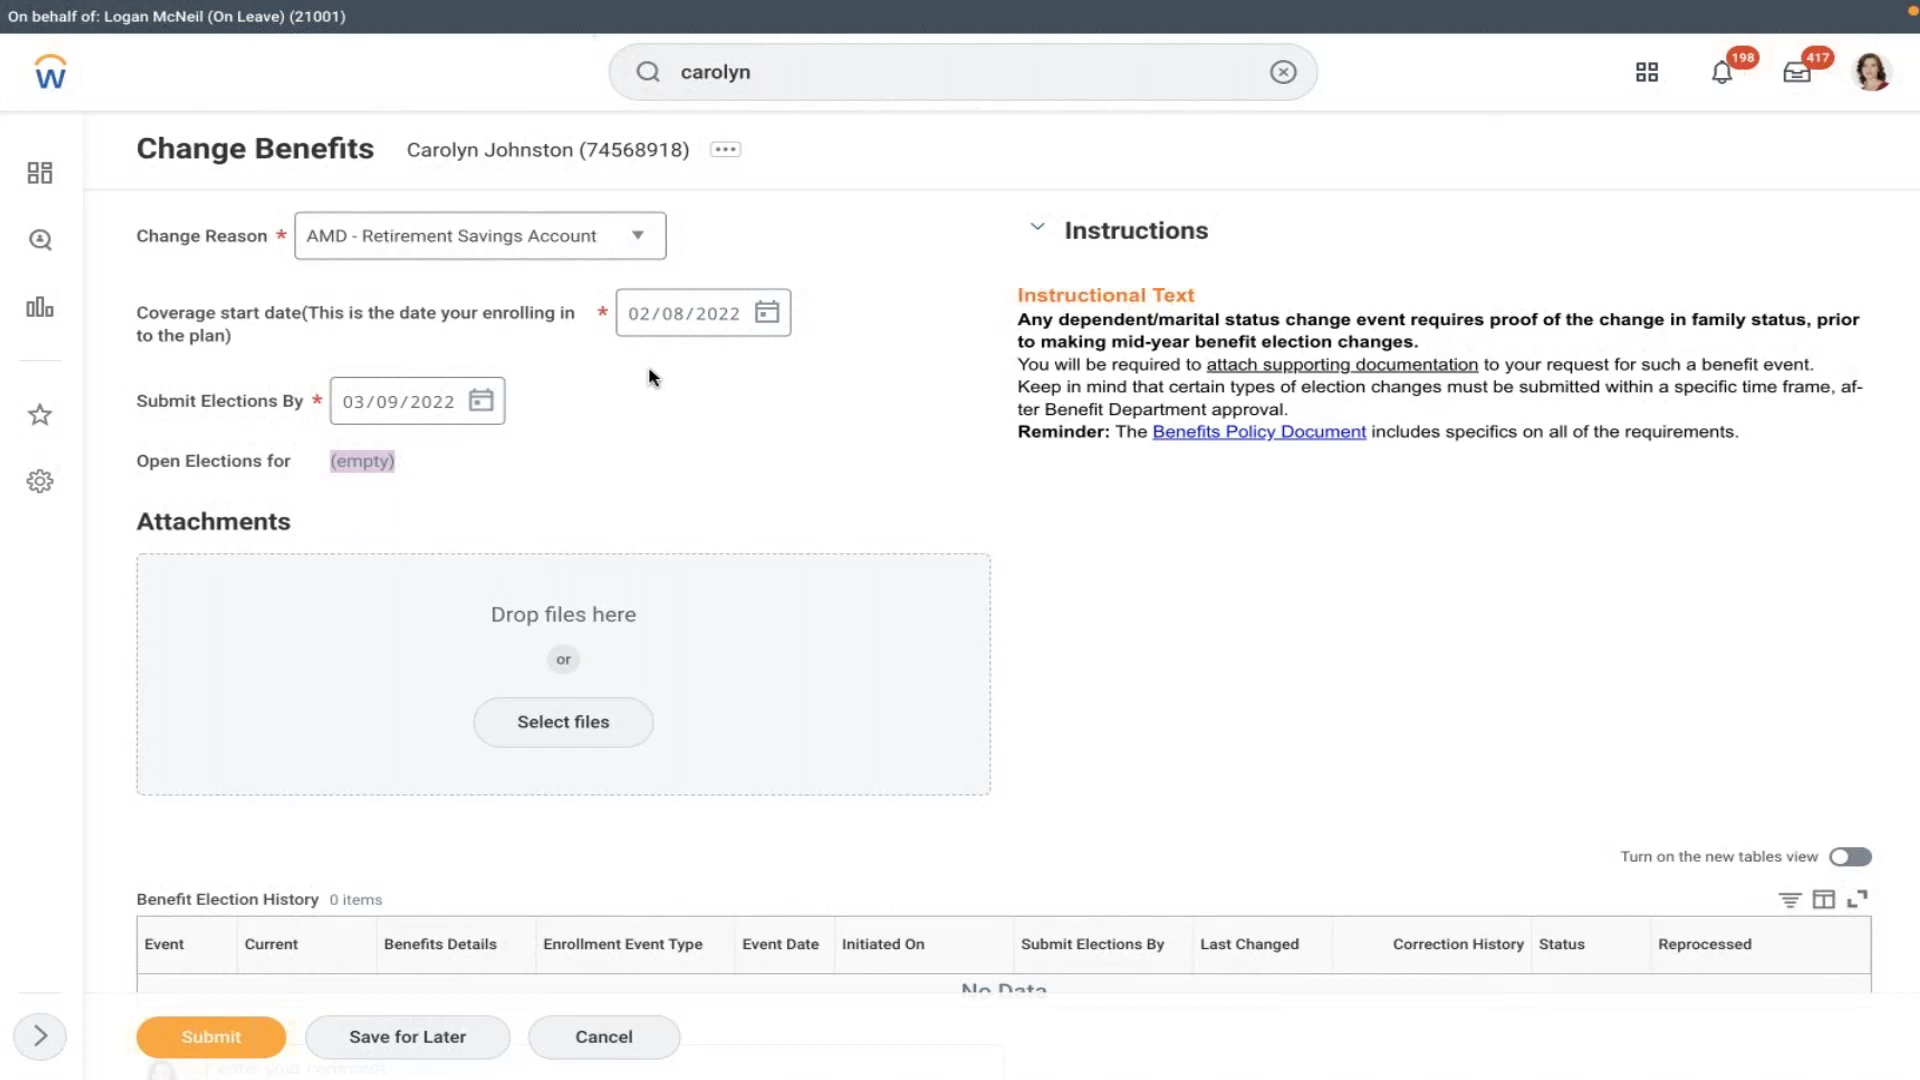 On behalf of: Logan McNeil (On Leave) (21001)
carolyn
198
417
Change Benefits
Carolyn Johnston (74568918)
Change Reason *
AMD - Retirement Savings Account
Coverage start date(This is the date your enrolling in
to the plan)
*
02/08/2022
Submit Elections By *
03/09/2022
Open Elections for
(empty)
Instructions
Instructional Text
Any dependent/marital status change event requires proof of the change in family status, prior
to making mid-year benefit election changes.
You will be required to attach supporting documentation to your request for such a benefit event.
Keep in mind that certain types of election changes must be submitted within a specific time frame, af-
ter Benefit Department approval.
Reminder: The Benefits Policy Document includes specifics on all of the requirements.
Attachments
Drop files here
or
Select files
Turn on the new tables view
Benefit Election History 0 items
Event Current Benefits Details Enrollment Event Type Event Date Initiated On Submit Elections By Last Changed Correction History Status Reprocessed
No Data
Submit
Save for Later
Cancel
enter your comment